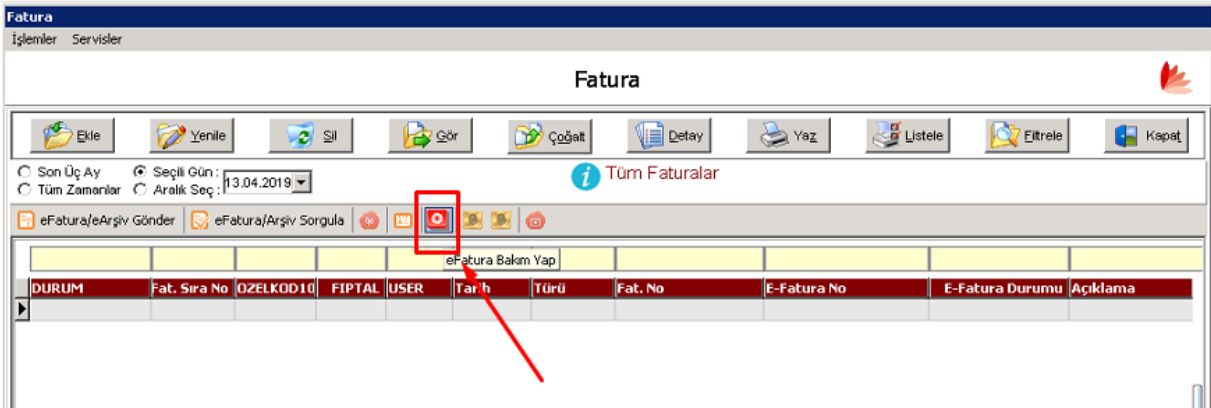 Fatura
İşlemler Servisler
Fatura
Ekle Yenile Sil Gör Çoğalt Detay Yaz Listele Filtrele Kapat
Son Üç Ay Seçili Gün : 13.04.2019 Tüm Faturalar
Tüm Zamanlar Aralık Seç :
eFatura/eArşiv Gönder eFatura/Arşiv Sorgula
eFatura Bakım Yap
DURUM Fat. Sıra No OZELKOD10 FIPTAL USER Tarih Türü Fat. No E-Fatura No E-Fatura Durumu Açıklama